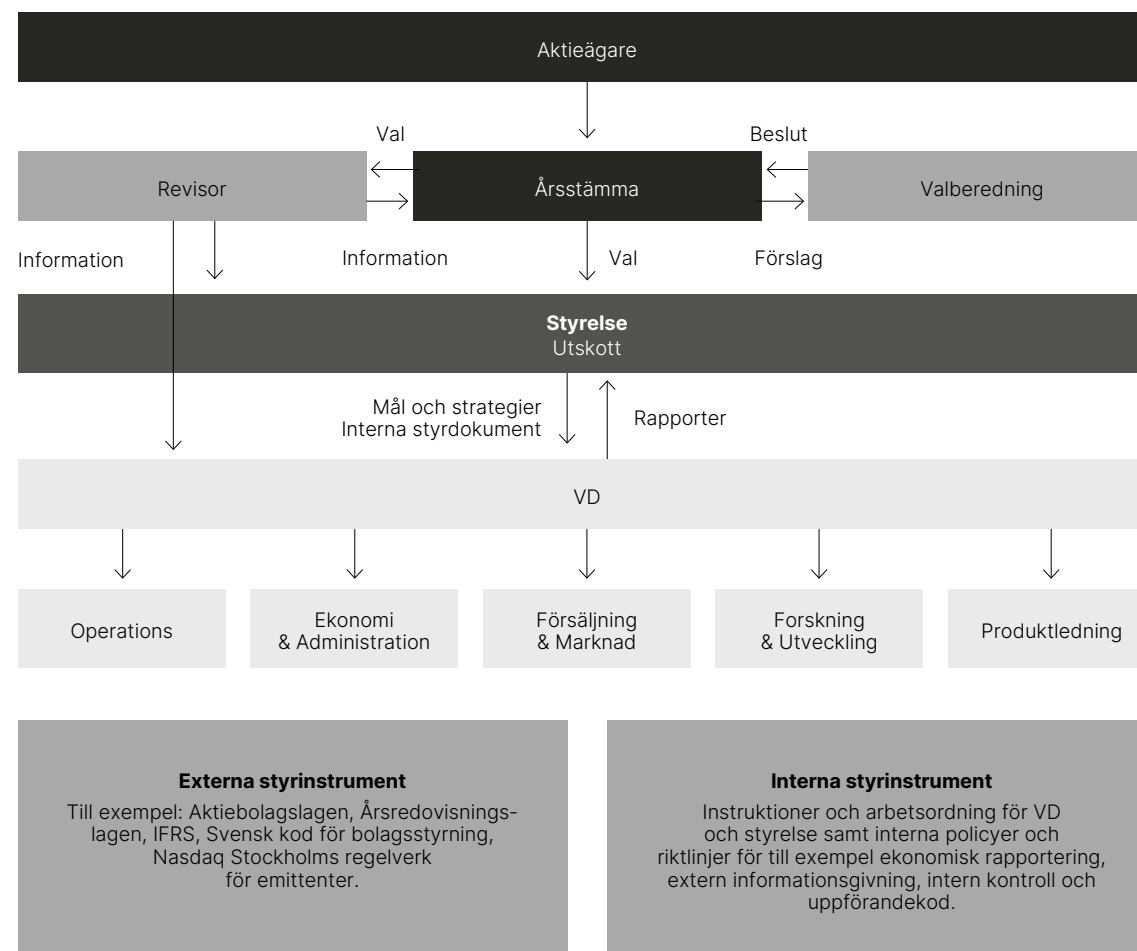 Aktieägare
Val
Beslut
Revisor
Årsstämma
Valberedning
Information
Information
Val
Förslag
Styrelse
Utskott
Mål och strategier
Interna styrdokument
Rapporter
VD
Operations
Ekonomi
& Administration
Försäljning
& Marknad
Forskning
& Utveckling
Produktledning
Externa styrinstrument
Till exempel: Aktiebolagslagen, Årsredovisnings-
lagen, IFRS, Svensk kod för bolagsstyrning,
Nasdaq Stockholms regelverk
för emittenter.
Interna styrinstrument
Instruktioner och arbetsordning för VD
och styrelse samt interna policyer och
riktlinjer för till exempel ekonomisk rapportering,
extern informationsgivning, intern kontroll och
uppförandekod.